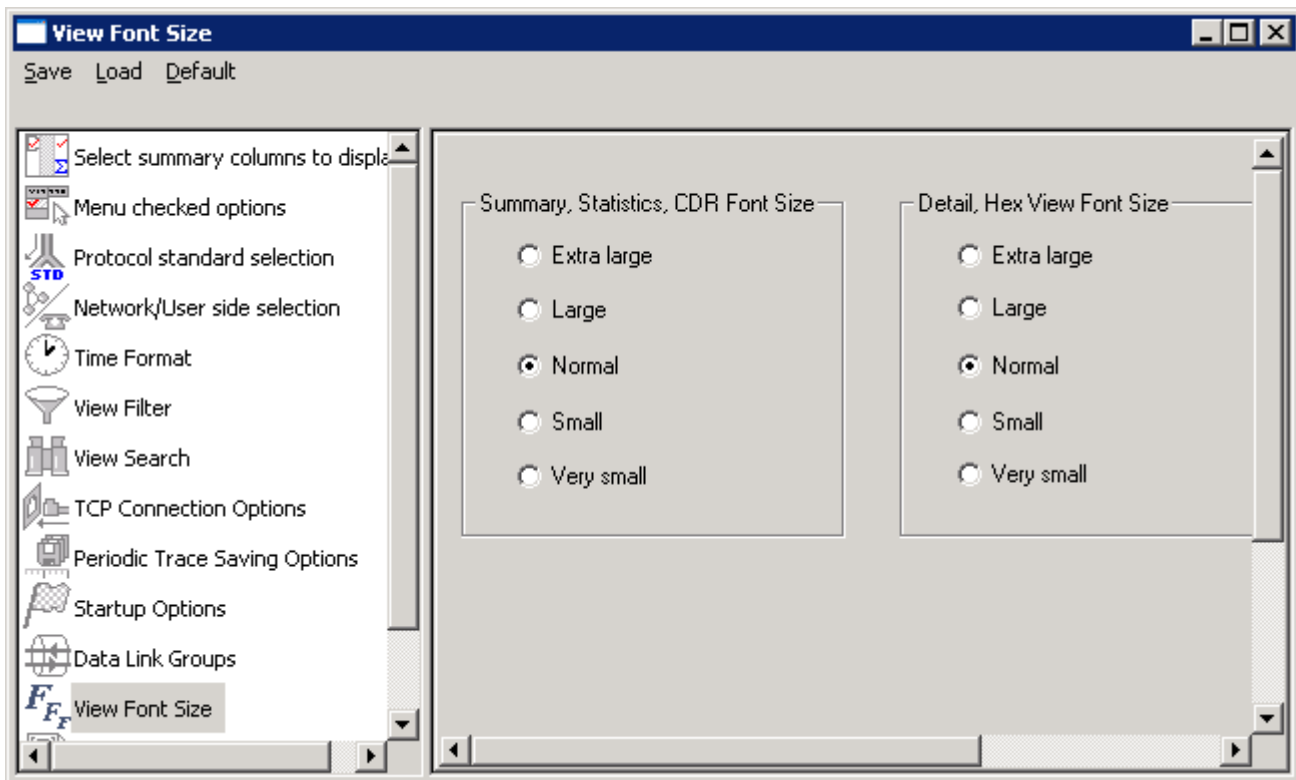 View Font Size
Save Load Default
Select summary columns to displa
Menu checked options
Protocol standard selection
STD
Network/User side selection
Time Format
View Filter
View Search
TCP Connection Options
Periodic Trace Saving Options
Startup Options
Data Link Groups
FFF View Font Size
Summary, Statistics, CDR Font Size
Extra large
Large
Normal
Small
Very small
Detail, Hex View Font Size
Extra large
Large
Normal
Small
Very small